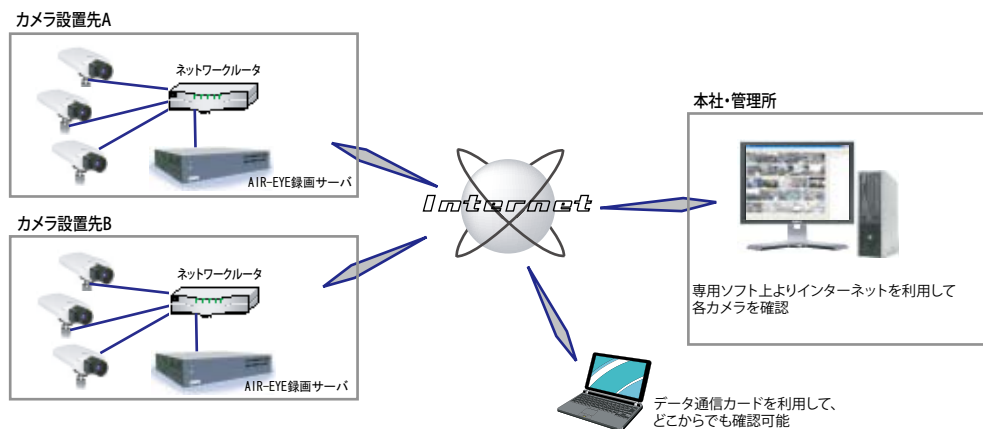 カメラ設置先A
ネットワークルータ
AIR-EYE録画サーバ
カメラ設置先B
ネットワークルータ
AIR-EYE録画サーバ
Internet
本社・管理所
専用ソフト上よりインターネットを利用して
各カメラを確認
データ通信カードを利用して、
どこからでも確認可能